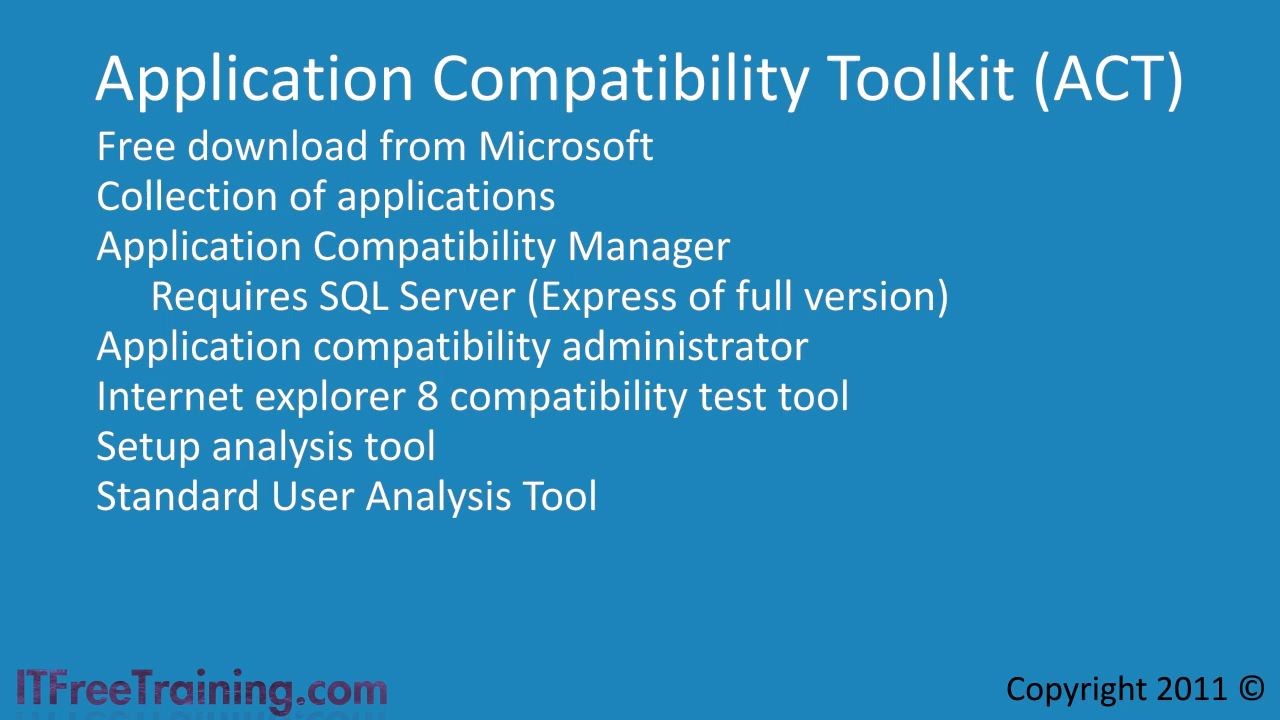 Application Compatibility Toolkit (ACT)
Free download from Microsoft
Collection of applications
Application Compatibility Manager
Requires SQL Server (Express of full version)
Application compatibility administrator
Internet explorer 8 compatibility test tool
Setup analysis tool
Standard User Analysis Tool
ITFreeTraining.com
Copyright 2011 ©